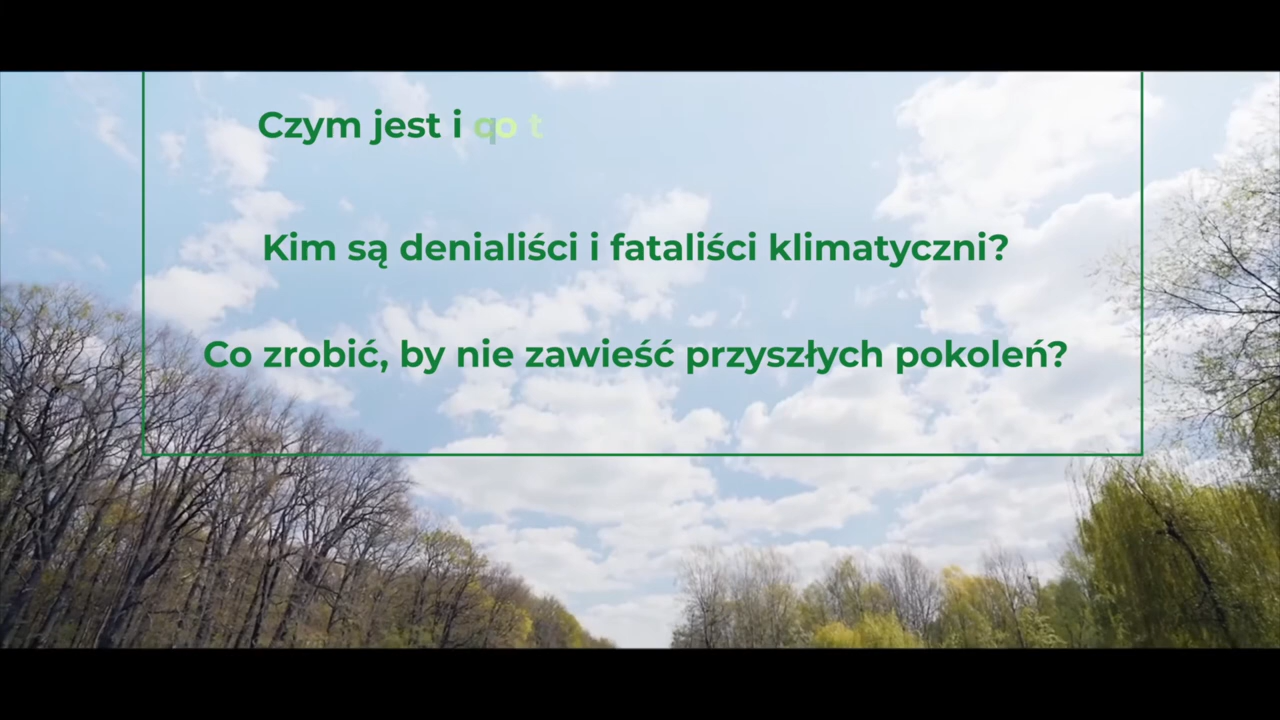 Czym jest i
Kim są denialiści i fataliści klimatyczni?
Co zrobić, by nie zawieść przyszłych pokoleń?